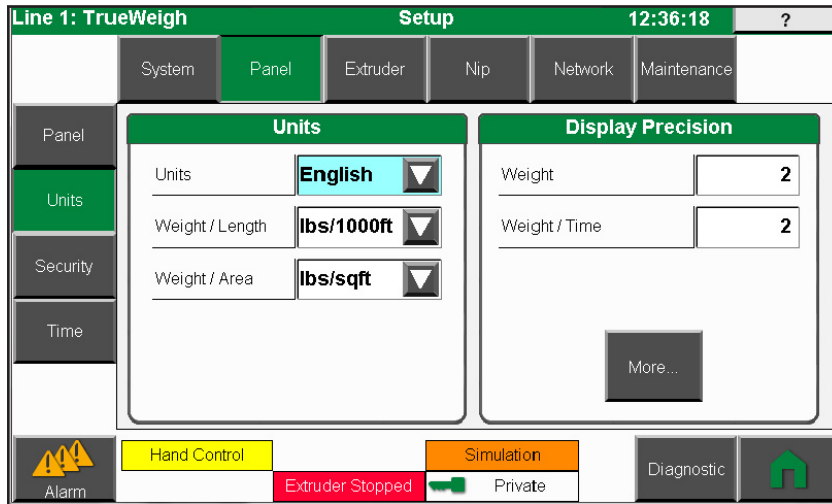 Line 1: TrueWeigh Setup 12:36:18 ?
System Panel Extruder Nip Network Maintenance
Panel
Units
Security
Time
Units
Units English
Weight / Length lbs/1000ft
Weight / Area lbs/sqft
Display Precision
Weight 2
Weight / Time 2
More...
Alarm
Hand Control
Simulation
Extruder Stopped
Private
Diagnostic